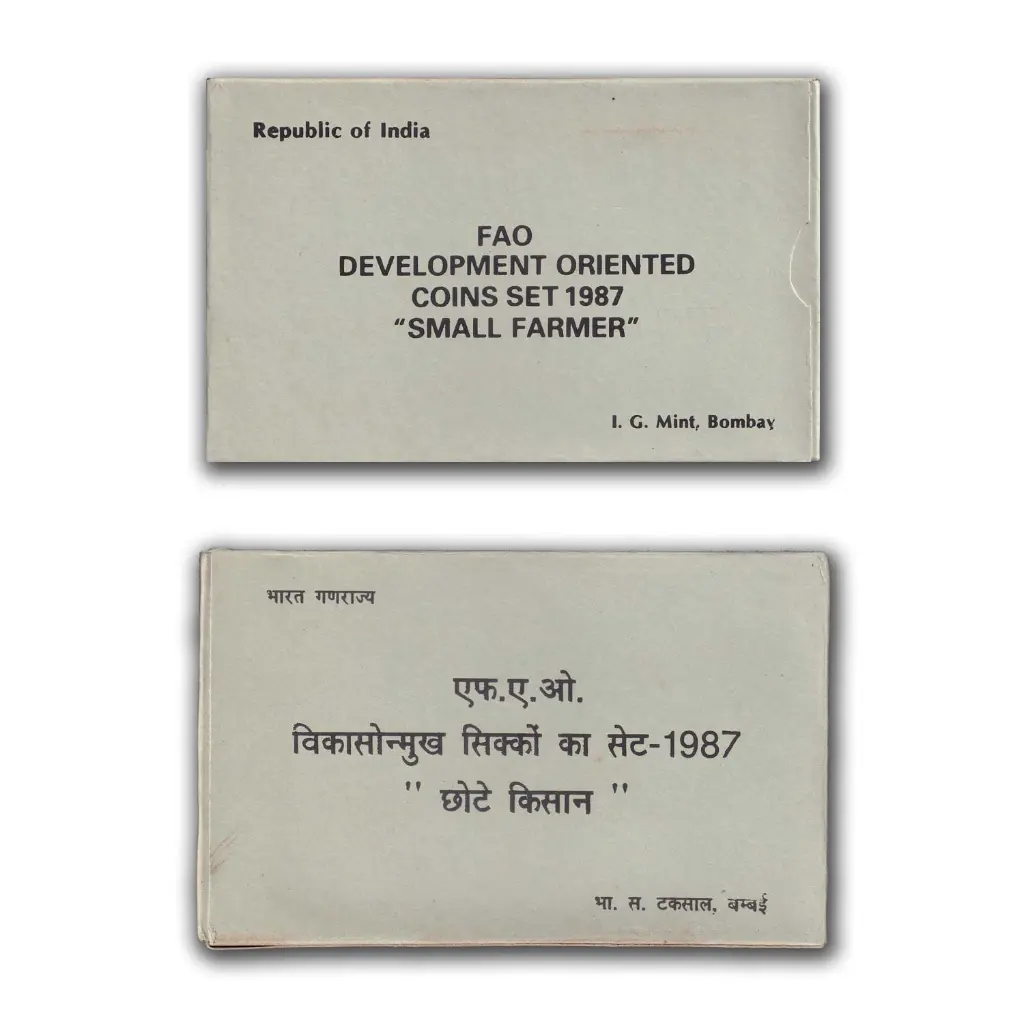 Republic of India
FAO
DEVELOPMENT ORIENTED
COINS SET 1987
“SMALL FARMER”
I. G. Mint, Bombay
भारत गणराज्य
एफ.ए.ओ.
विकासोन्मुख सिक्कों का सेट-1987
" छोटे किसान "
भा. स. टकसाल, बम्बई